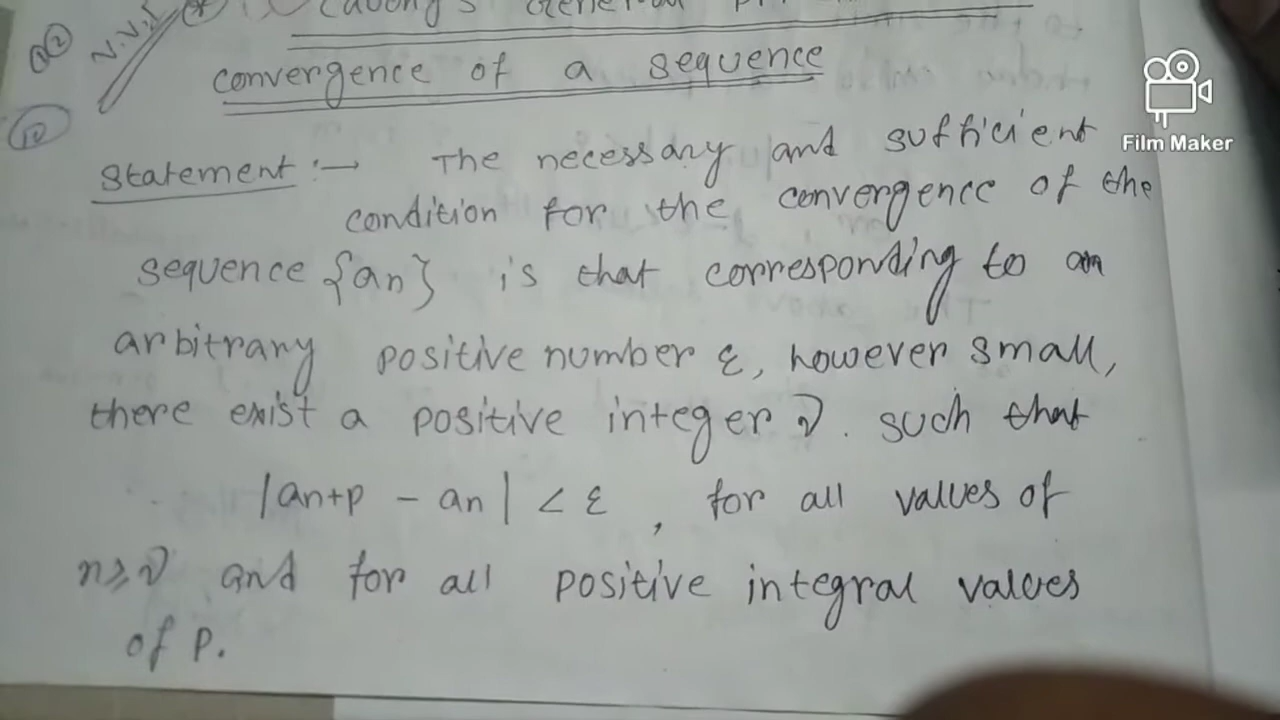 Cauchy's General
convergence of a sequence
Statement :→ The necessary and sufficient
condition for the convergence of the
sequence {an} is that corresponding to an
arbitrary positive number ε, however small,
there exist a positive integer ν. such that
|an+p - an| < ε, for all values of
n ≥ ν and for all positive integral values
of p.
Film Maker